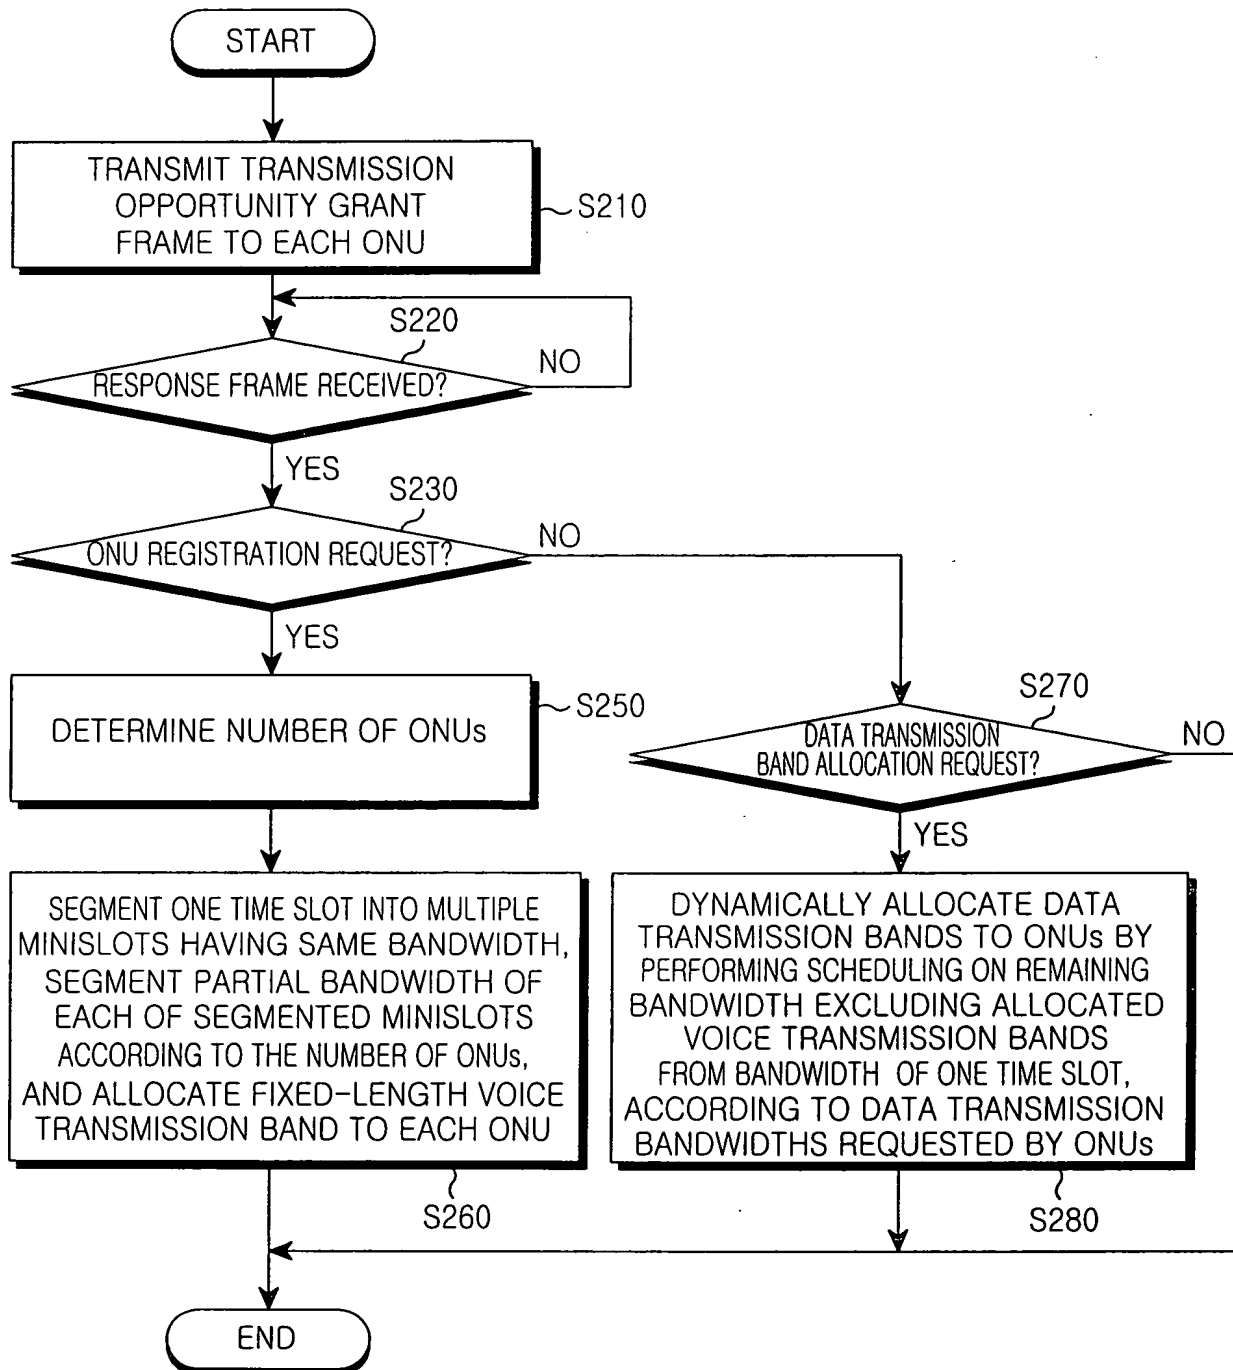 START
TRANSMIT TRANSMISSION
OPPORTUNITY GRANT
FRAME TO EACH ONU
S210
S220
RESPONSE FRAME RECEIVED?
NO
YES
S230
ONU REGISTRATION REQUEST?
NO
YES
DETERMINE NUMBER OF ONUs
S250
S270
DATA TRANSMISSION
BAND ALLOCATION REQUEST?
NO
YES
SEGMENT ONE TIME SLOT INTO MULTIPLE
MINISLOTS HAVING SAME BANDWIDTH,
SEGMENT PARTIAL BANDWIDTH OF
EACH OF SEGMENTED MINISLOTS
ACCORDING TO THE NUMBER OF ONUs,
AND ALLOCATE FIXED-LENGTH VOICE
TRANSMISSION BAND TO EACH ONU
S260
DYNAMICALLY ALLOCATE DATA
TRANSMISSION BANDS TO ONUs BY
PERFORMING SCHEDULING ON REMAINING
BANDWIDTH EXCLUDING ALLOCATED
VOICE TRANSMISSION BANDS
FROM BANDWIDTH OF ONE TIME SLOT,
ACCORDING TO DATA TRANSMISSION
BANDWIDTHS REQUESTED BY ONUs
S280
END